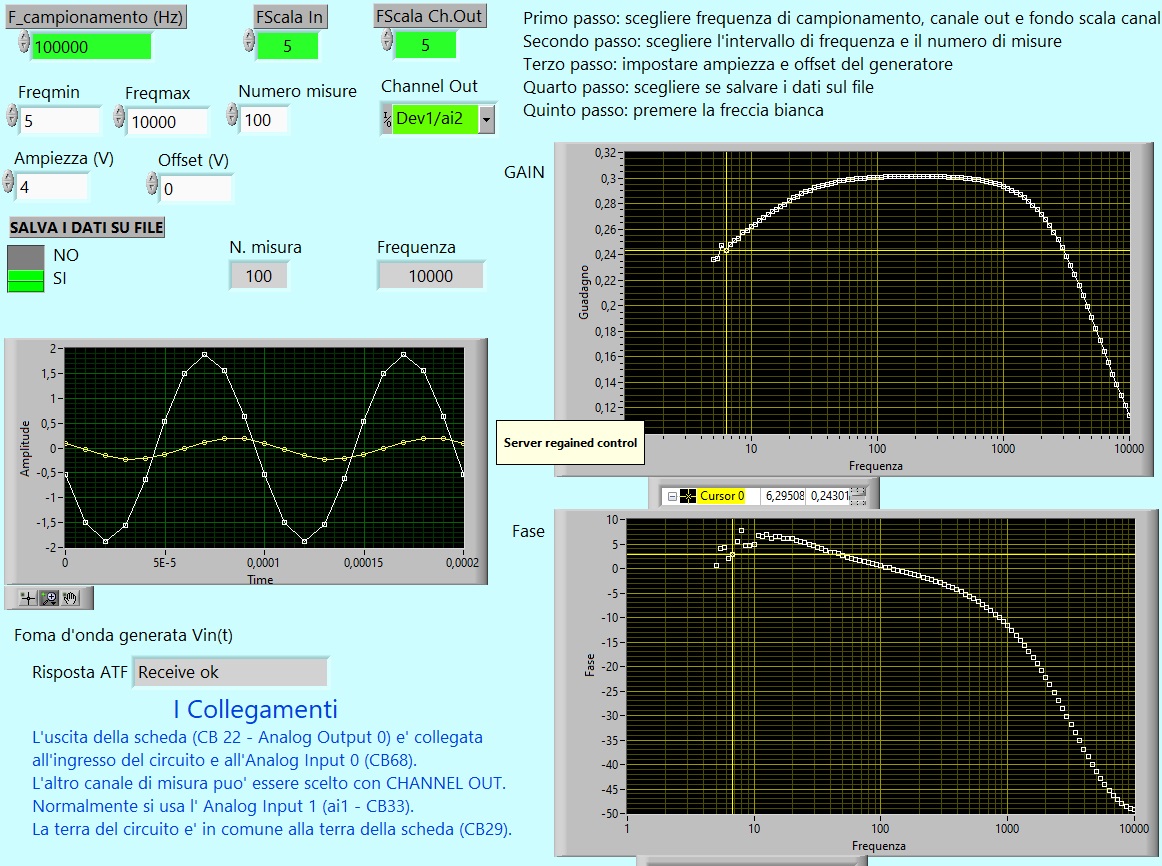 F_campionamento (Hz)
100000
FScala In
5
FScala Ch.Out
5
Freqmin
5
Freqmax
10000
Numero misure
100
Channel Out
Dev1/ai2
Ampiezza (V)
4
Offset (V)
0
SALVA I DATI SU FILE
NO
SI
N. misura
100
Frequenza
10000
Primo passo: scegliere frequenza di campionamento, canale out e fondo scala canal
Secondo passo: scegliere l'intervallo di frequenza e il numero di misure
Terzo passo: impostare ampiezza e offset del generatore
Quarto passo: scegliere se salvare i dati sul file
Quinto passo: premere la freccia bianca
GAIN
Guadagno
0,32
0,3
0,28
0,26
0,24
0,22
0,2
0,18
0,16
0,14
0,12
10
100
1000
10000
Frequenza
Server regained control
Cursor 0
6,29508
0,24301
Amplitude
2
1,5
1
0,5
0
-0,5
-1
-1,5
-2
0
5E-5
0,0001
0,00015
0,0002
Time
Foma d'onda generata Vin(t)
Risposta ATF
Receive ok
I Collegamenti
L'uscita della scheda (CB 22 - Analog Output 0) e' collegata
all'ingresso del circuito e all'Analog Input 0 (CB68).
L'altro canale di misura puo' essere scelto con CHANNEL OUT.
Normalmente si usa l' Analog Input 1 (ai1 - CB33).
La terra del circuito e' in comune alla terra della scheda (CB29).
Fase
Fase
10
5
0
-5
-10
-15
-20
-25
-30
-35
-40
-45
-50
1
10
100
1000
10000
Frequenza